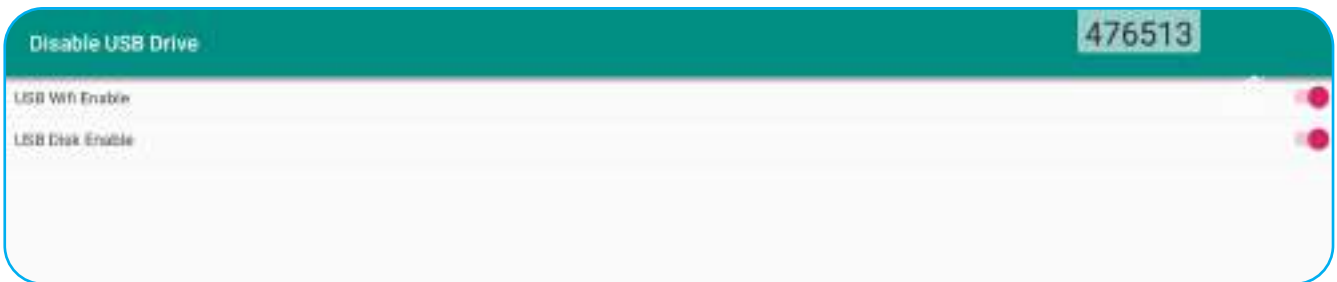 Disable USB Drive
476513
USB Wifi Enable
USB Disk Enable